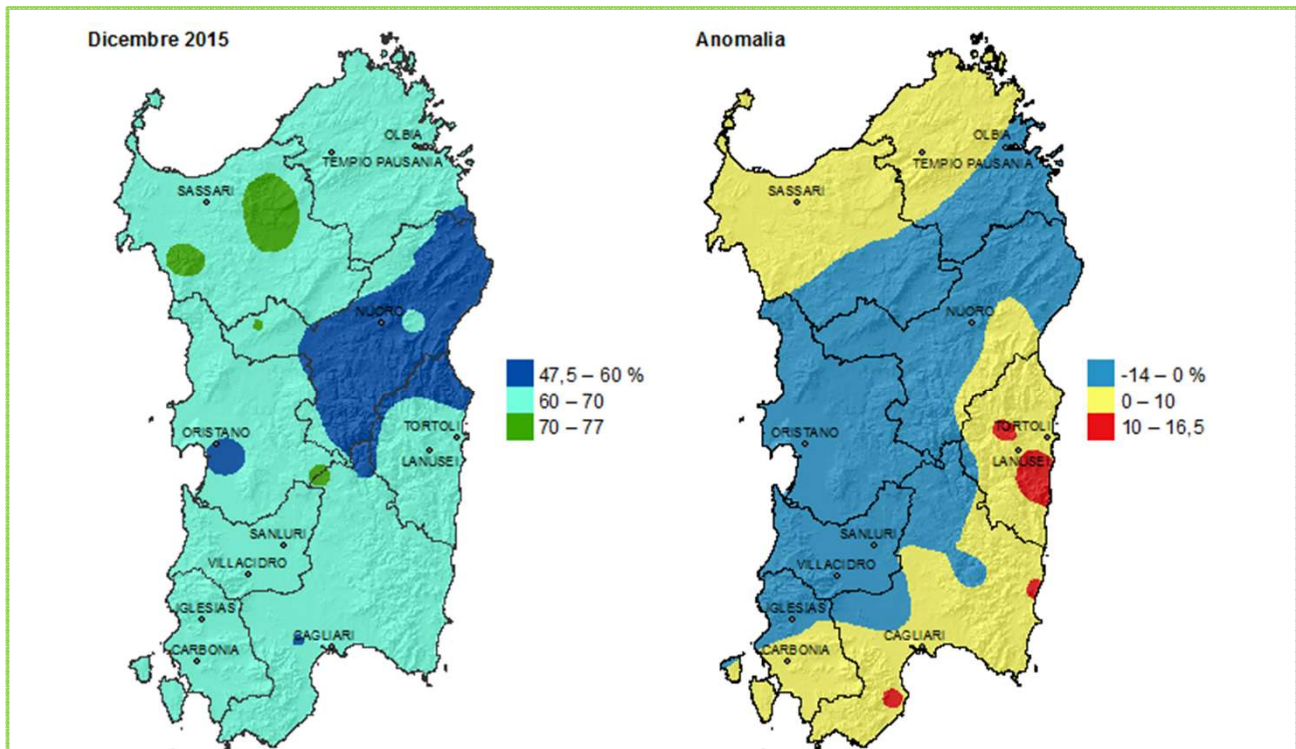 Dicembre 2015
OLBIA
TEMPIO PAUSANIA
SASSARI
NUORO
ORISTANO
TORTOLI
LANUSEI
SANLURI
VILLACIDRO
IGLESIAS
CAGLIARI
CARBONIA
47,5 – 60 %
60 – 70
70 – 77
Anomalia
OLBIA
TEMPIO PAUSANIA
SASSARI
NUORO
ORISTANO
TORTOLI
LANUSEI
SANLURI
VILLACIDRO
IGLESIAS
CAGLIARI
CARBONIA
-14 – 0 %
0 – 10
10 – 16,5